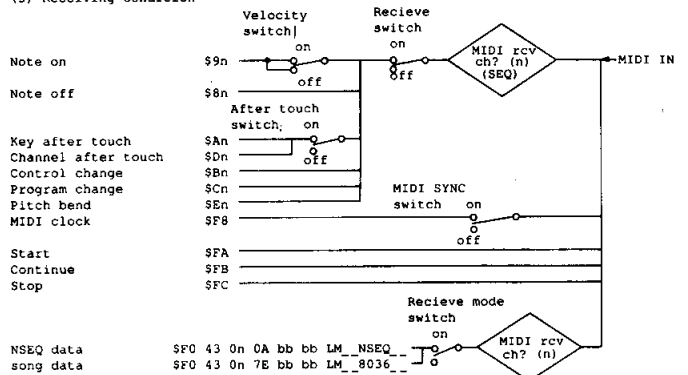 (3) Receiving condition
Velocity switch
Recieve switch
on
on
off
off
MIDI rcv ch? (n) (SEQ)
MIDI IN
Note on $9n
Note off $8n
After touch switch;
on
off
Key after touch $An
Channel after touch $Dn
Control change $Bn
Program change $Cn
Pitch bend $En
MIDI SYNC switch
on
off
MIDI clock $F8
Start $FA
Continue $FB
Stop $FC
Recieve mode switch
on
MIDI rcv ch? (n)
NSEQ data $F0 43 0n 0A bb bb LM__NSEQ__
song data $F0 43 0n 7E bb bb LM__8036__